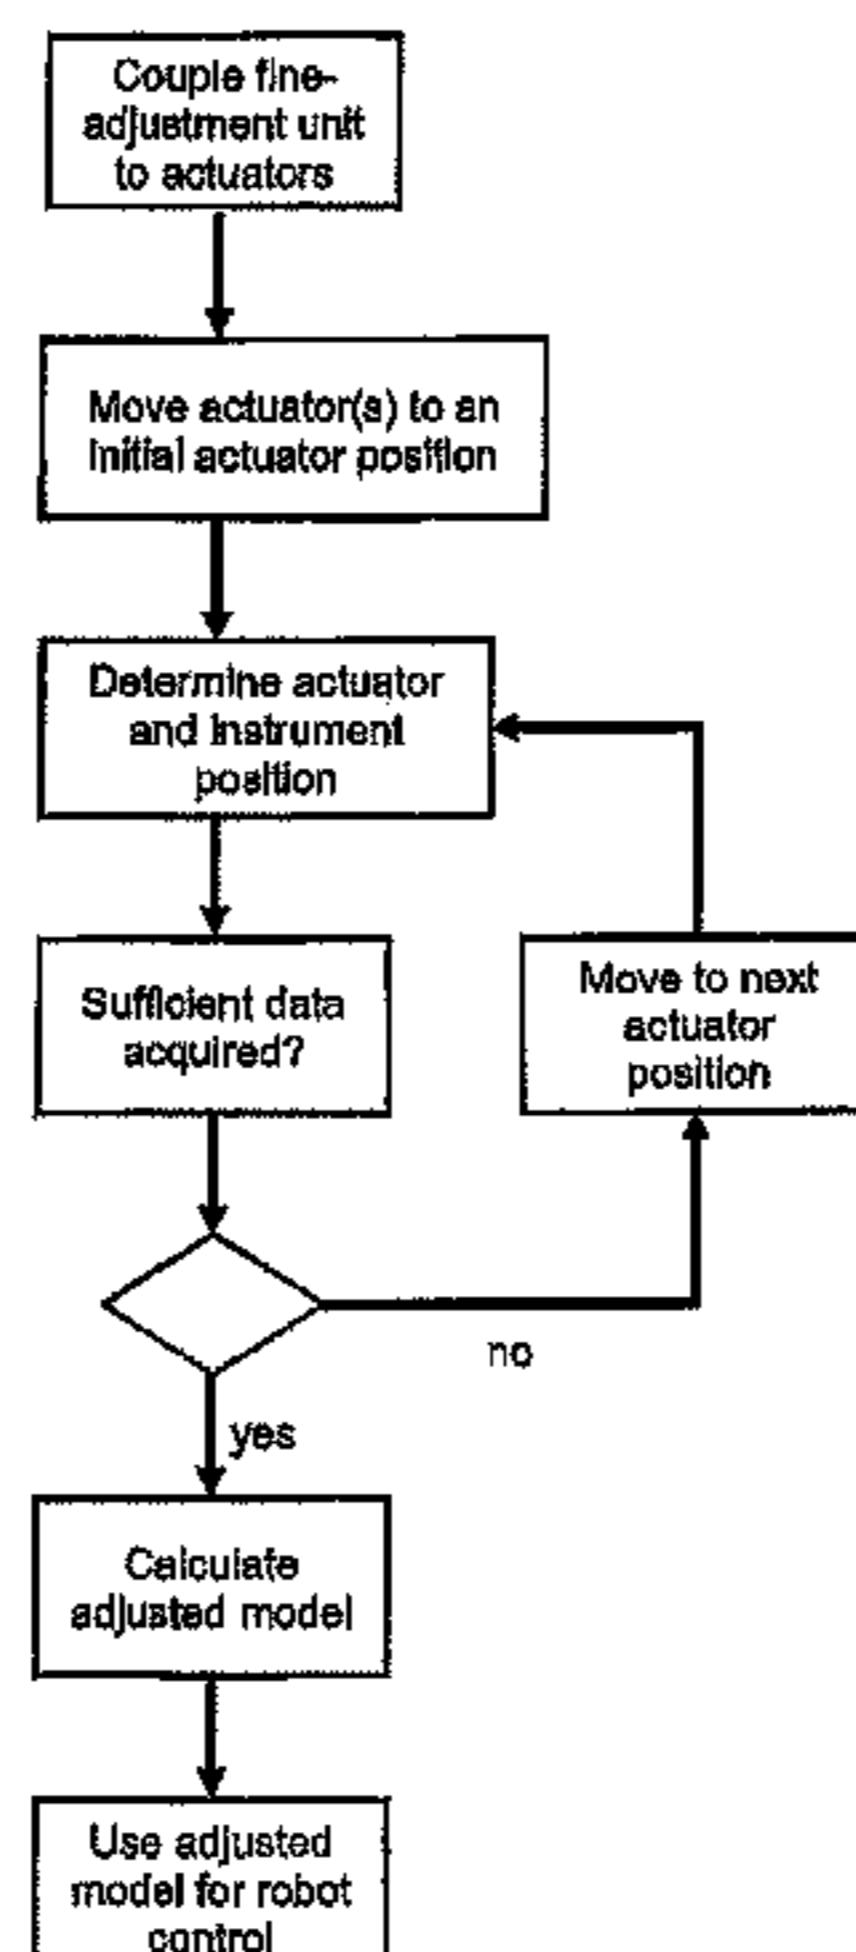 Couple fine-
adjustment unit
to actuators
Move actuator(s) to an
initial actuator position
Determine actuator
and instrument
position
Sufficient data
acquired?
Move to next
actuator
position
no
yes
Calculate
adjusted model
Use adjusted
model for robot
control